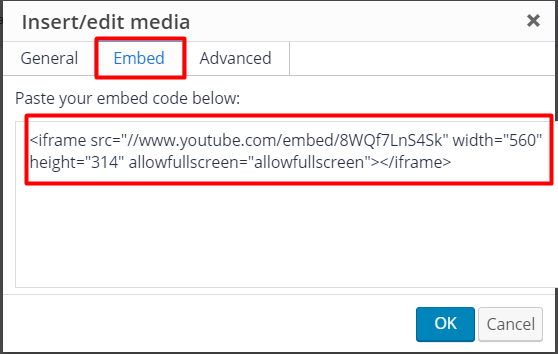 Insert/edit media
General Embed Advanced
Paste your embed code below:
<iframe src="//www.youtube.com/embed/8WQf7LnS4Sk" width="560"
height="314" allowfullscreen="allowfullscreen"></iframe>
OK Cancel